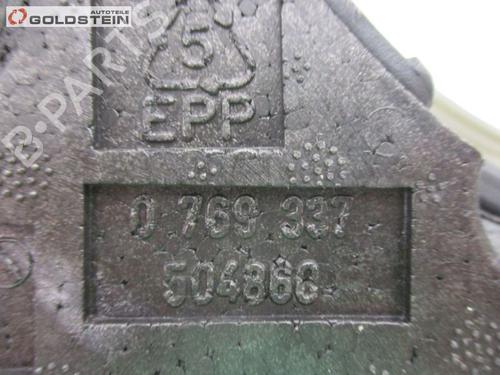 AUTOTEILE
GOLDSTEIN
B-PARTS
5
EPP
0 769 337
504868